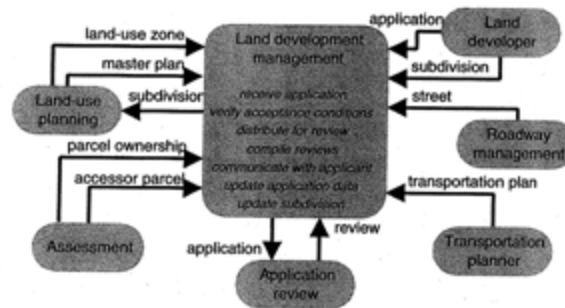 land-use zone
master plan
subdivision
Land-use
planning
parcel ownership
accessor parcel
Assessment
Land development
management
receive application
verify acceptance conditions
distribute for review
compile reviews
communicate with applicant
update application data
update subdivision
application
review
Application
review
application
Land
developer
subdivision
street
Roadway
management
transportation plan
Transportation
planner